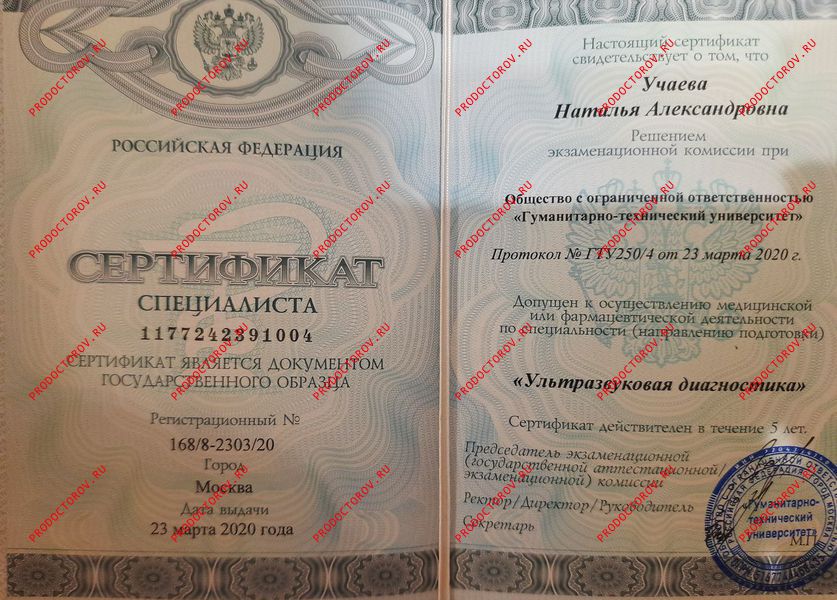 РОССИЙСКАЯ ФЕДЕРАЦИЯ
СЕРТИФИКАТ
СПЕЦИАЛИСТА
1177242391004
СЕРТИФИКАТ ЯВЛЯЕТСЯ ДОКУМЕНТОМ
ГОСУДАРСТВЕННОГО ОБРАЗЦА
Регистрационный №
168/8-2303/20
Город
Москва
Дата выдачи
23 марта 2020 года
Настоящий сертификат
свидетельствует о том, что
Учаева
Наталья Александровна
Решением
экзаменационной комиссии при
Общество с ограниченной ответственностью
«Гуманитарно-технический университет»
Протокол № ГТУ250/4 от 23 марта 2020 г.
Допущен к осуществлению медицинской
или фармацевтической деятельности
по специальности (направлению подготовки)
«Ультразвуковая диагностика»
Сертификат действителен в течение 5 лет.
Председатель экзаменационной
(государственной аттестационной/
экзаменационной) комиссии
Ректор/Директор/Руководитель
Секретарь
«Гуманитарно-
технический
университет»
М.П.
PRODOCTOROV.RU